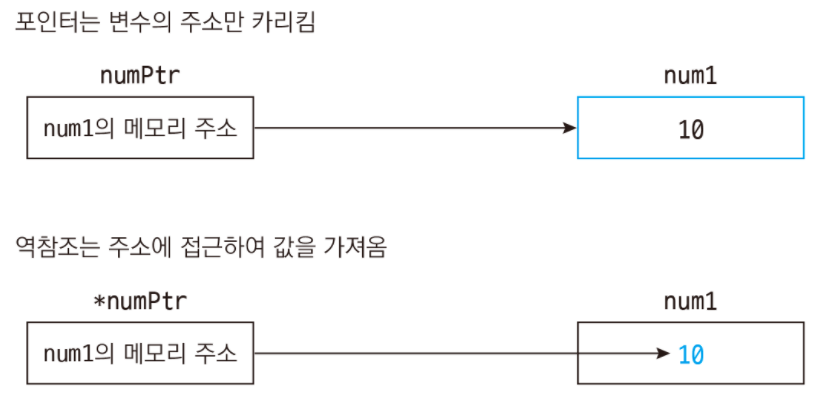 포인터는 변수의 주소만 카리킴
numPtr
num1
num1의 메모리 주소
10
역참조는 주소에 접근하여 값을 가져옴
*numPtr
num1
num1의 메모리 주소
10